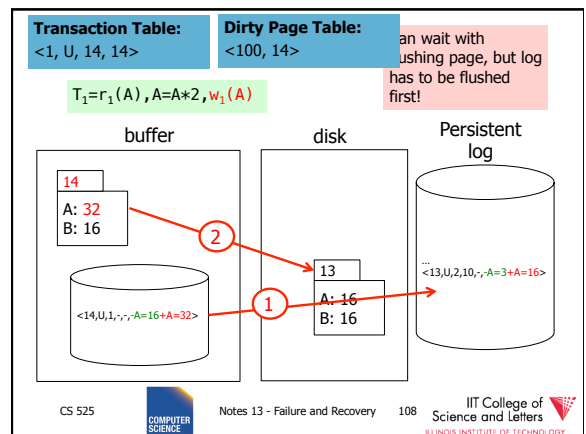 Transaction Table:
<1, U, 14, 14>
Dirty Page Table:
<100, 14>
wait with
page, but log
has to be flushed
first!
T1=r1(A),A=A*2,w1(A)
buffer
disk
Persistent
log
14
A: 32
B: 16
2
13
A: 16
B: 16
...
<13,U,2,10,-,-A=3+A=16>
1
<14,U,1,-,-,-A=16+A=32>
CS 525
COMPUTER
SCIENCE
Notes 13 - Failure and Recovery
108
IIT College of
Science and Letters
ILLINOIS INSTITUTE OF TECHNOLOGY